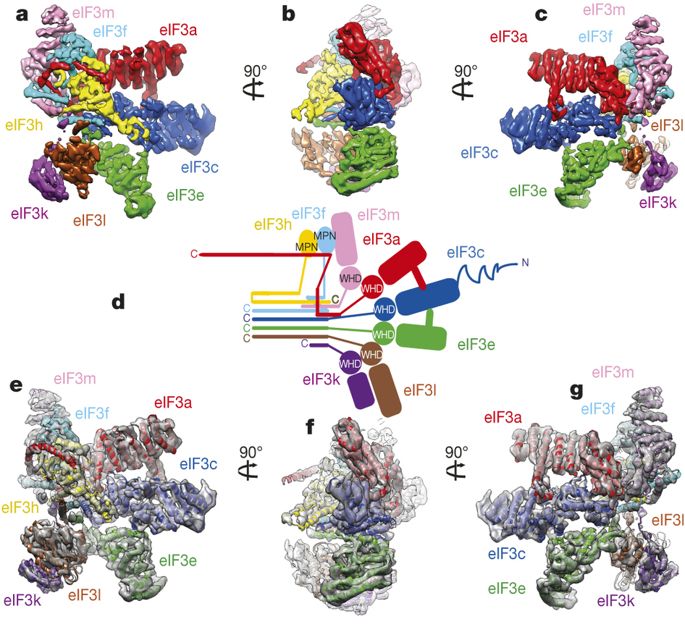 a
eIF3m
eIF3f
eIF3a
eIF3h
eIF3c
eIF3k
eIF3l
eIF3e
90°
b
90°
c
eIF3m
eIF3f
eIF3a
eIF3l
eIF3c
eIF3e
eIF3k
d
eIF3h
eIF3f
eIF3m
MPN
MPN
eIF3a
C
WHD
WHD
eIF3c
N
C
WHD
C
C
WHD
C
C
WHD
C
WHD
eIF3e
eIF3k
eIF3l
e
eIF3m
eIF3f
eIF3a
eIF3c
eIF3h
eIF3e
eIF3k
eIF3l
90°
f
90°
g
eIF3m
eIF3f
eIF3a
eIF3l
eIF3c
eIF3e
eIF3k